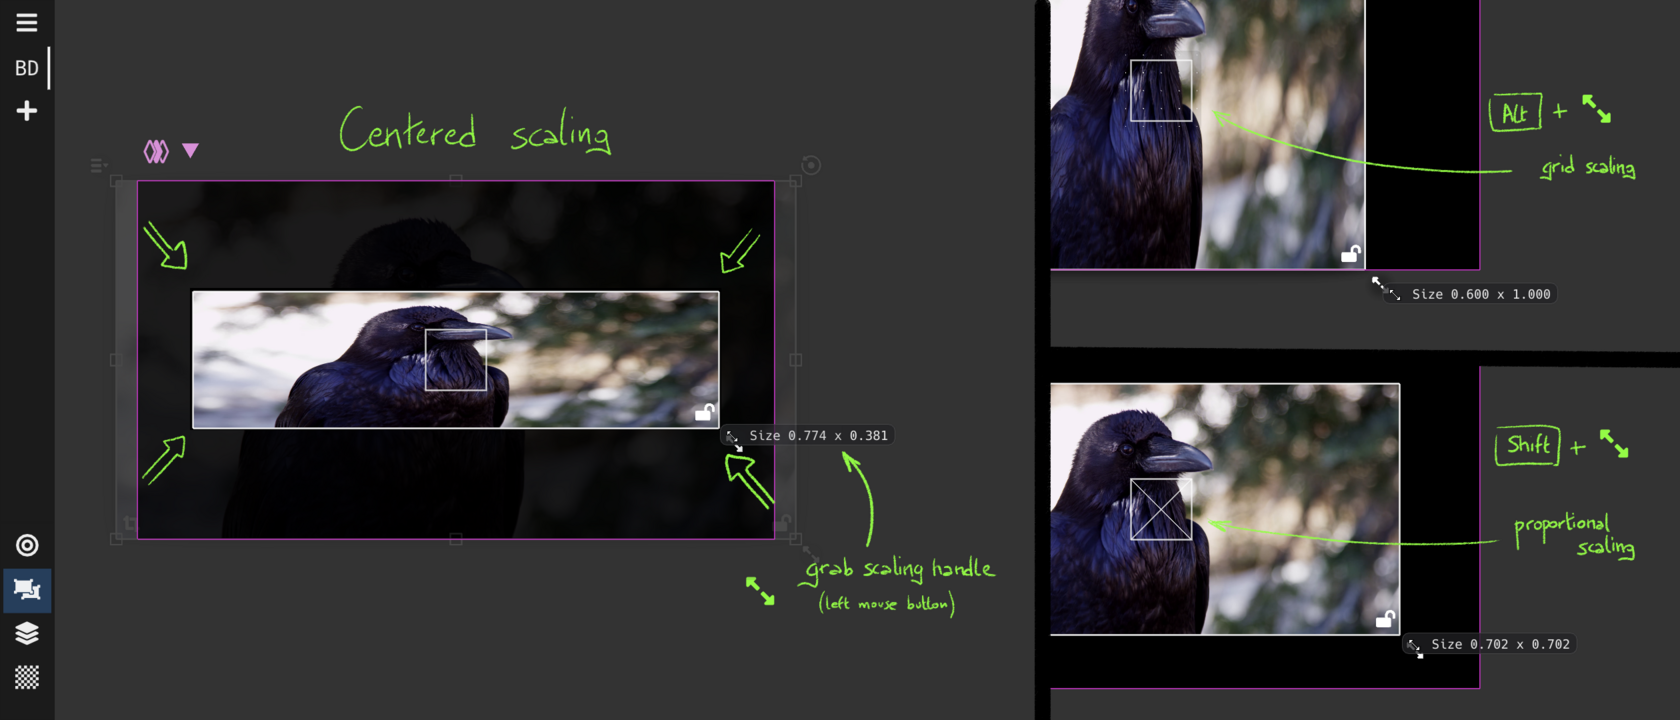 BD
Centered scaling
Size 0.774 x 0.381
grab scaling handle
(left mouse button)
Alt +
grid scaling
Size 0.600 x 1.000
Shift +
proportional
scaling
Size 0.702 x 0.702